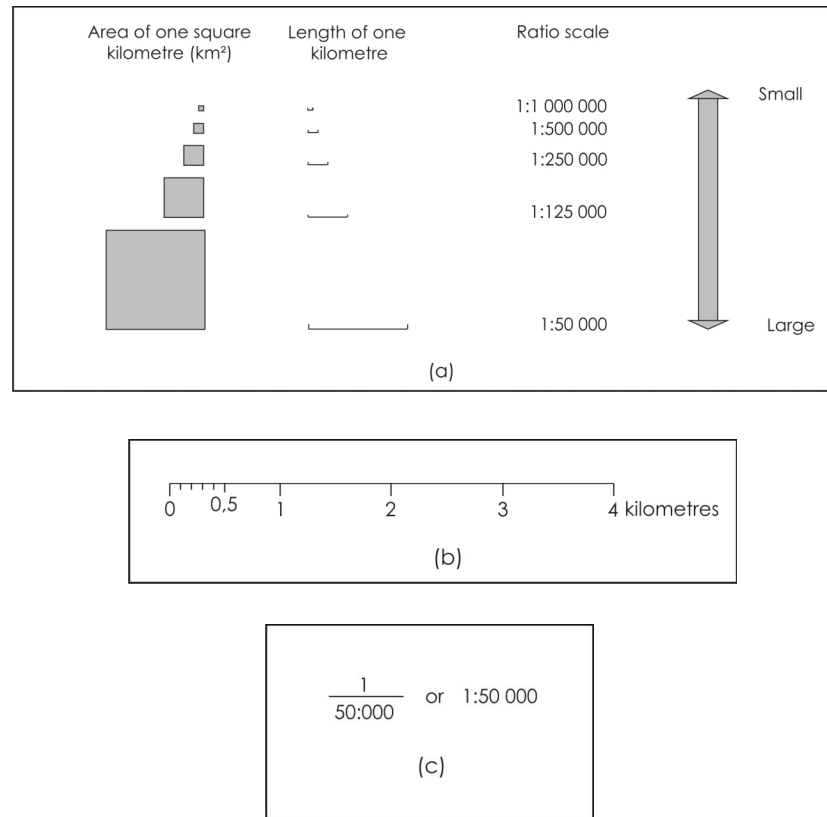 Area of one square
kilometre (km²)
Length of one
kilometre
Ratio scale
Small
1:1 000 000
1:500 000
1:250 000
1:125 000
1:50 000
Large
(a)
0
0,5
1
2
3
4 kilometres
(b)
1
50:000
or 1:50 000
(c)